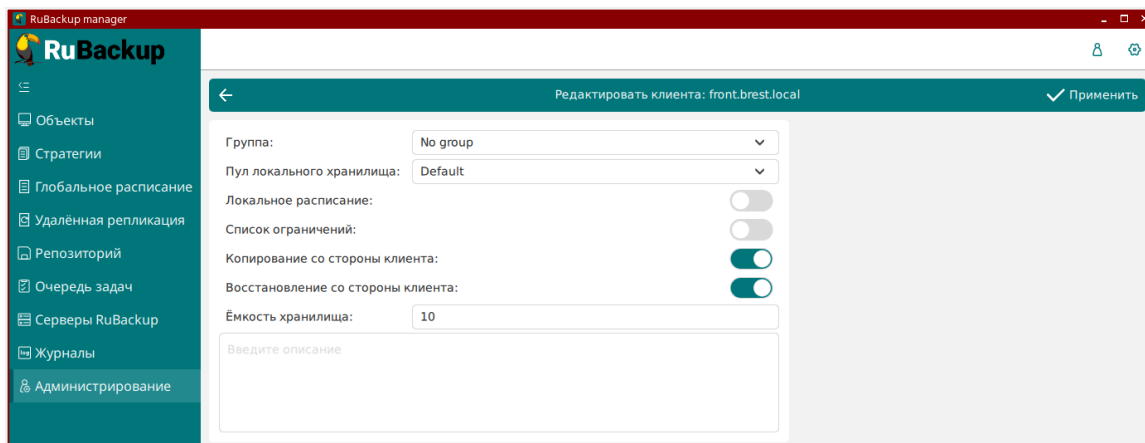 RuBackup manager
RuBackup
Объекты
Стратегии
Глобальное расписание
Удалённая репликация
Репозиторий
Очередь задач
Серверы RuBackup
Журналы
Администрирование
Редактировать клиента: front.brest.local
Применить
Группа: No group
Пул локального хранилища: Default
Локальное расписание:
Список ограничений:
Копирование со стороны клиента:
Восстановление со стороны клиента:
Ёмкость хранилища: 10
Введите описание